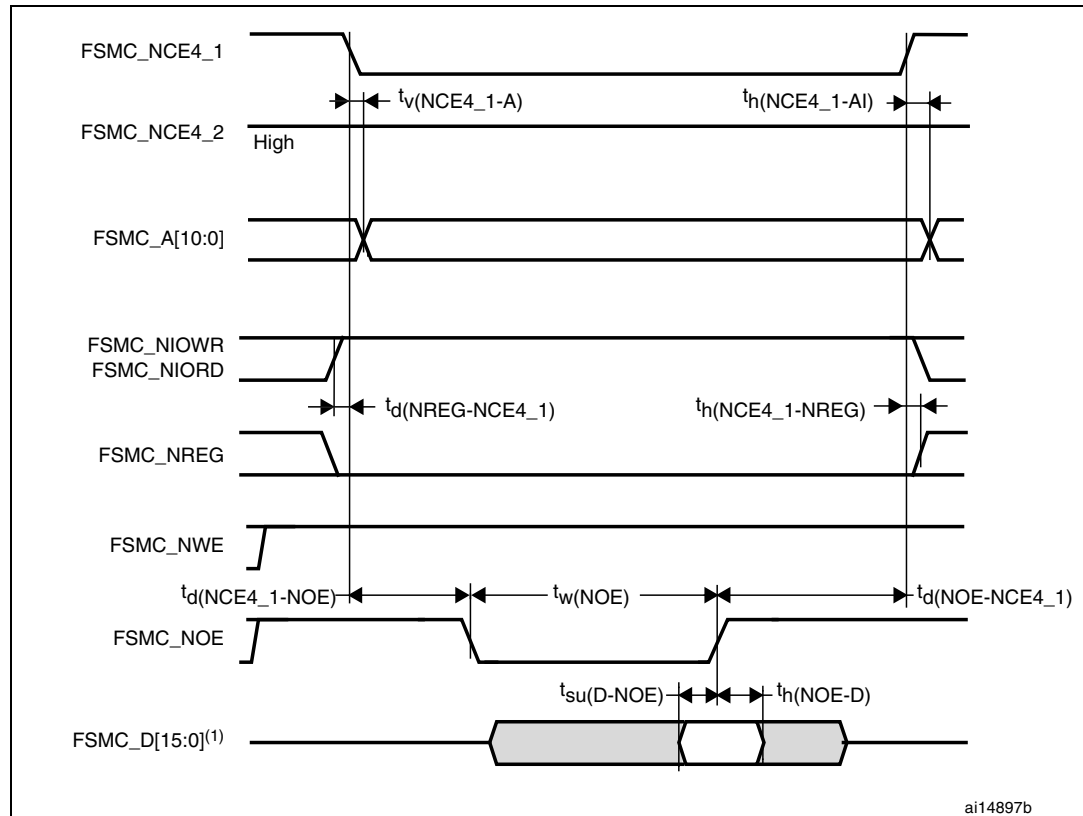 FSMC_NCE4_1
tv(NCE4_1-A)
th(NCE4_1-AI)
FSMC_NCE4_2
High
FSMC_A[10:0]
FSMC_NIOWR
FSMC_NIORD
td(NREG-NCE4_1)
th(NCE4_1-NREG)
FSMC_NREG
FSMC_NWE
td(NCE4_1-NOE)
tw(NOE)
td(NOE-NCE4_1)
FSMC_NOE
tsu(D-NOE)
th(NOE-D)
FSMC_D[15:0](1)
ai14897b